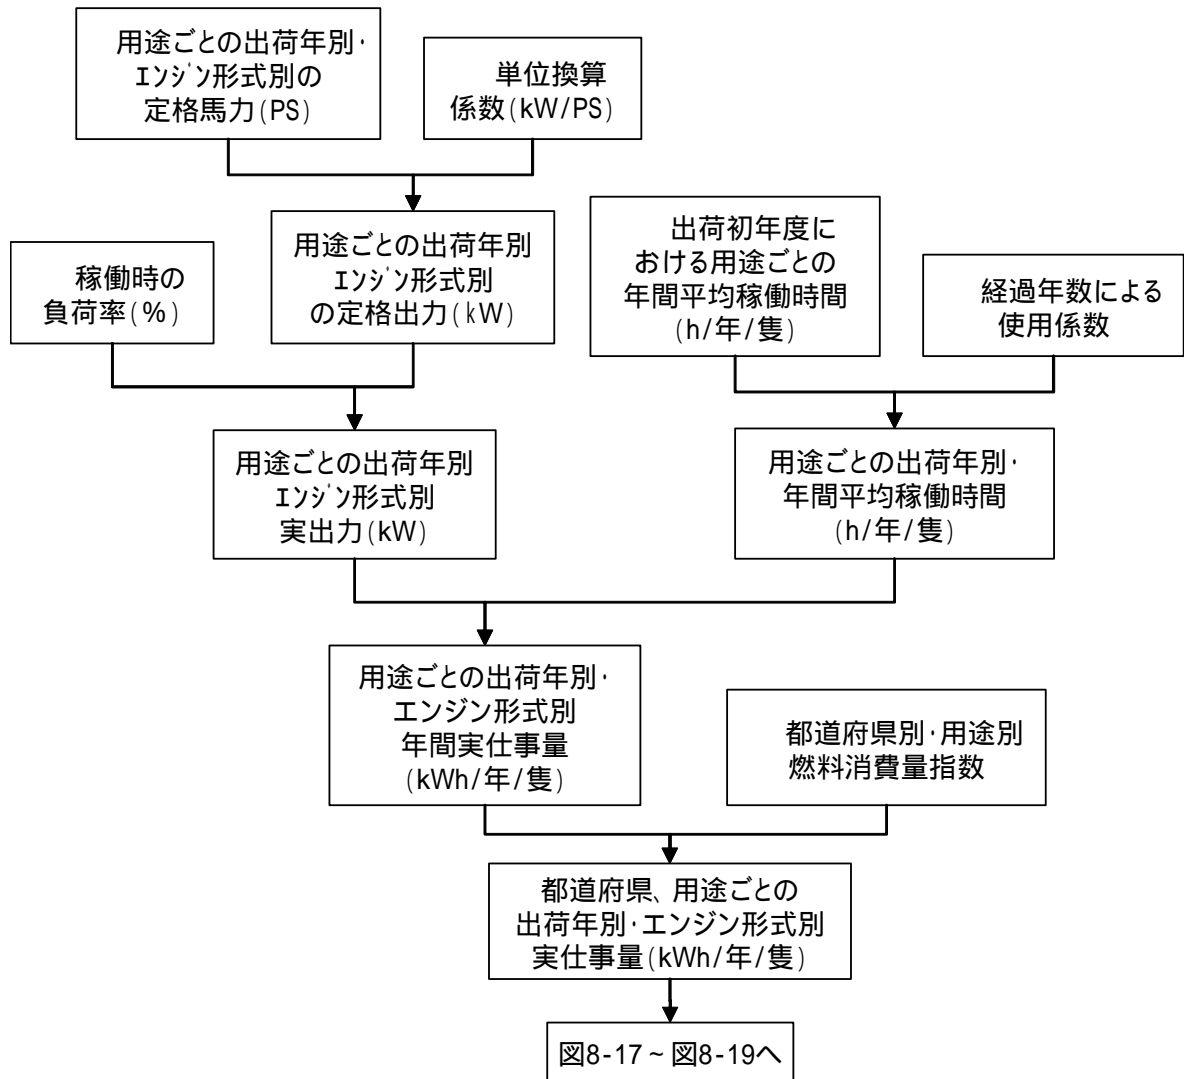 用途ごとの出荷年別・
エンジン形式別の
定格馬力(PS)
単位換算
係数(kW/PS)
稼働時の
負荷率(%)
用途ごとの出荷年別
エンジン形式別
の定格出力(kW)
出荷初年度に
おける用途ごとの
年間平均稼働時間
(h/年/隻)
経過年数による
使用係数
用途ごとの出荷年別
エンジン形式別
実出力(kW)
用途ごとの出荷年別・
年間平均稼働時間
(h/年/隻)
用途ごとの出荷年別・
エンジン形式別
年間実仕事量
(kWh/年/隻)
都道府県別・用途別
燃料消費量指数
都道府県、用途ごとの
出荷年別・エンジン形式別
実仕事量(kWh/年/隻)
図8-17～図8-19へ